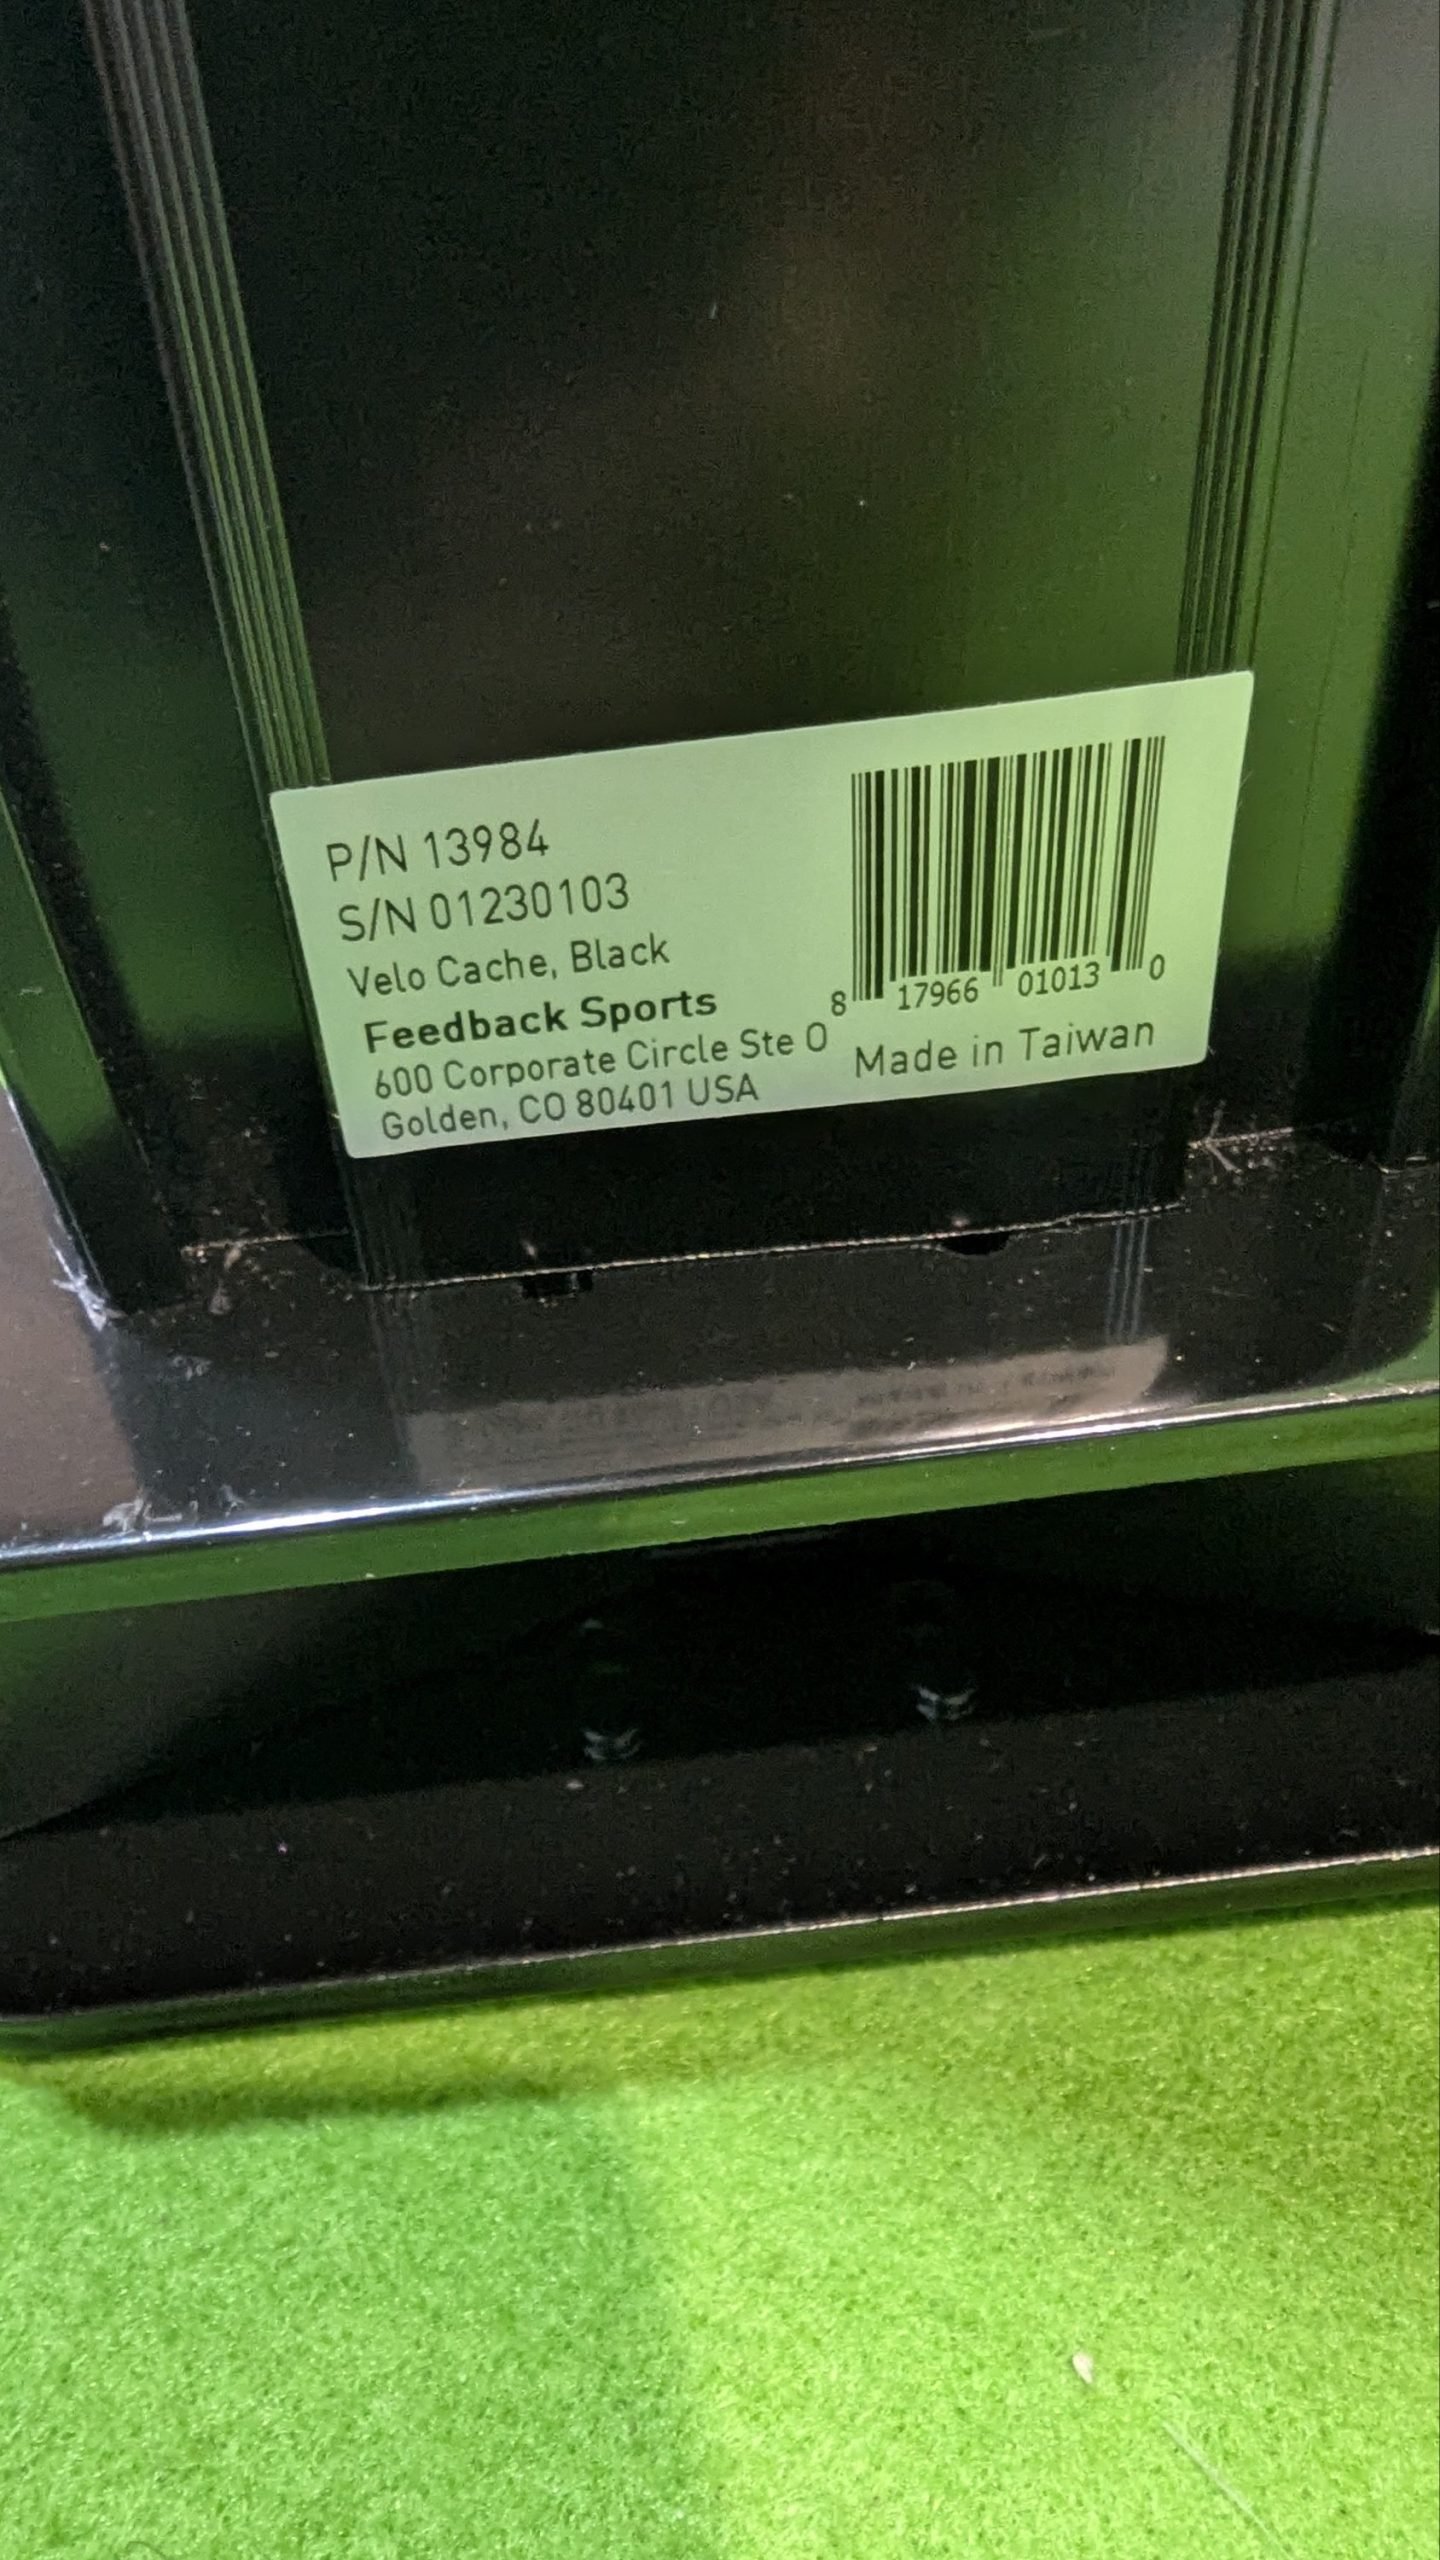 P/N 13984
S/N 01230103
Velo Cache, Black
Feedback Sports
600 Corporate Circle Ste O
Golden, CO 80401 USA
8 17966 01013 0
Made in Taiwan